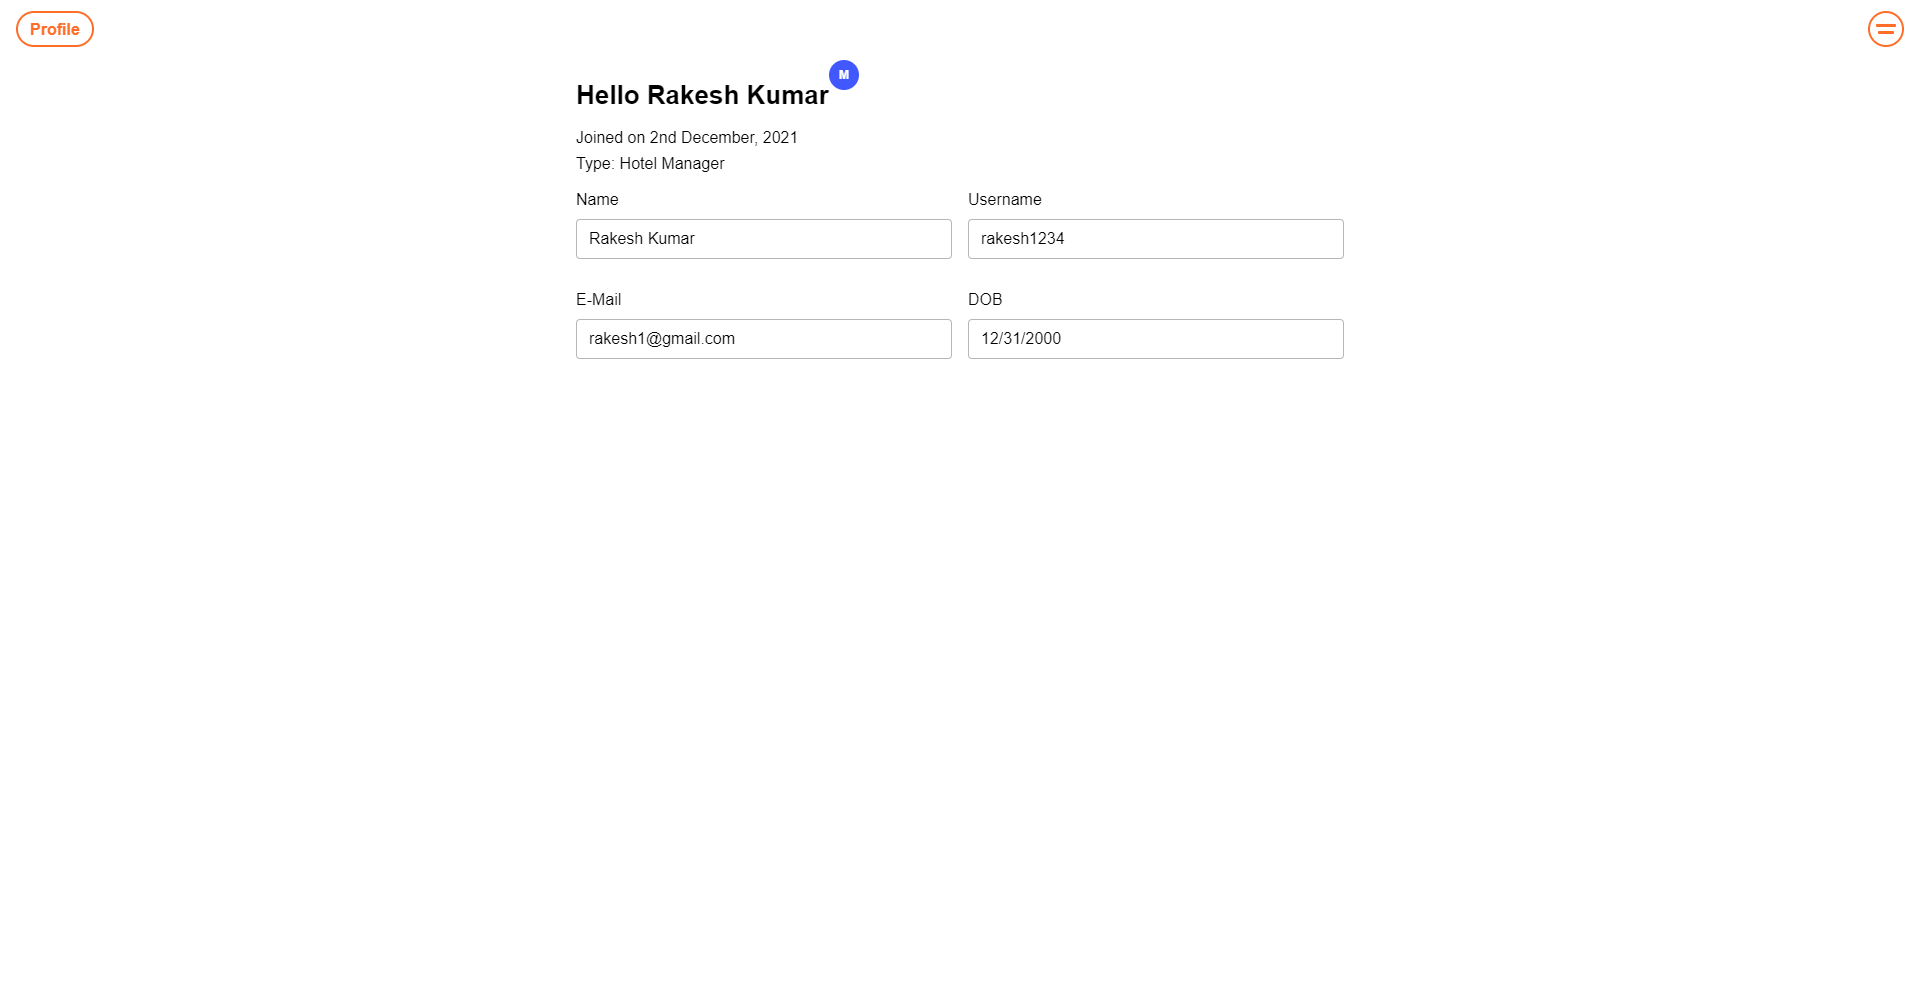 Profile
M
Hello Rakesh Kumar
Joined on 2nd December, 2021
Type: Hotel Manager
Name
Username
Rakesh Kumar
rakesh1234
E-Mail
DOB
rakesh1@gmail.com
12/31/2000